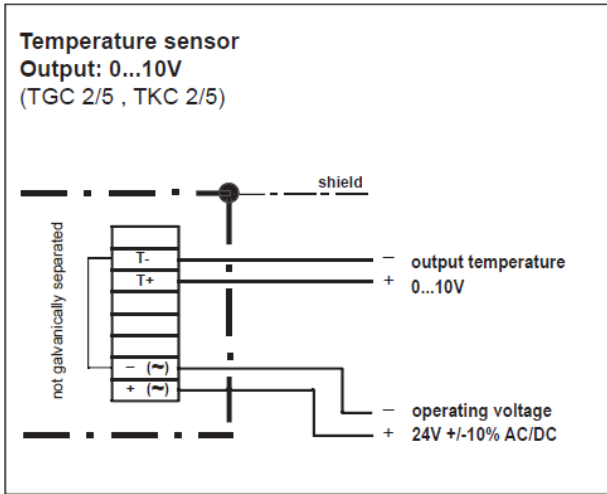 Temperature sensor
Output: 0...10V
(TGC 2/5 , TKC 2/5)
shield
not galvanically separated
T-
T+
− output temperature
+ 0...10V
− (~)
+ (~)
− operating voltage
+ 24V +/-10% AC/DC